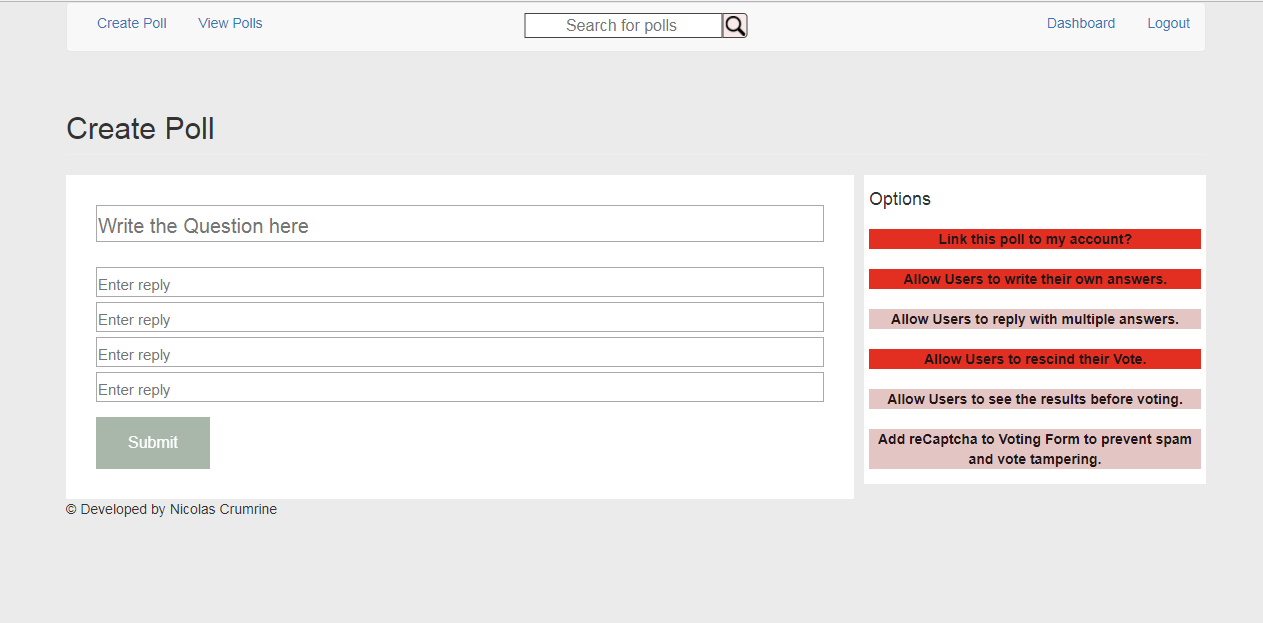 Create Poll View Polls Search for polls Dashboard Logout
Create Poll
Write the Question here
Enter reply
Enter reply
Enter reply
Enter reply
Submit
Options
Link this poll to my account?
Allow Users to write their own answers.
Allow Users to reply with multiple answers.
Allow Users to rescind their Vote.
Allow Users to see the results before voting.
Add reCaptcha to Voting Form to prevent spam
and vote tampering.
© Developed by Nicolas Crumrine